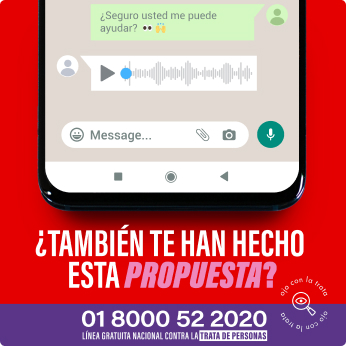 ¿Seguro usted me puede
ayudar? 👀🙌
Message...
¿TAMBIÉN TE HAN HECHO
ESTA PROPUESTA?
ojo con la trata
ojo con la trata
01 8000 52 2020
LÍNEA GRATUITA NACIONAL CONTRA LA TRATA DE PERSONAS